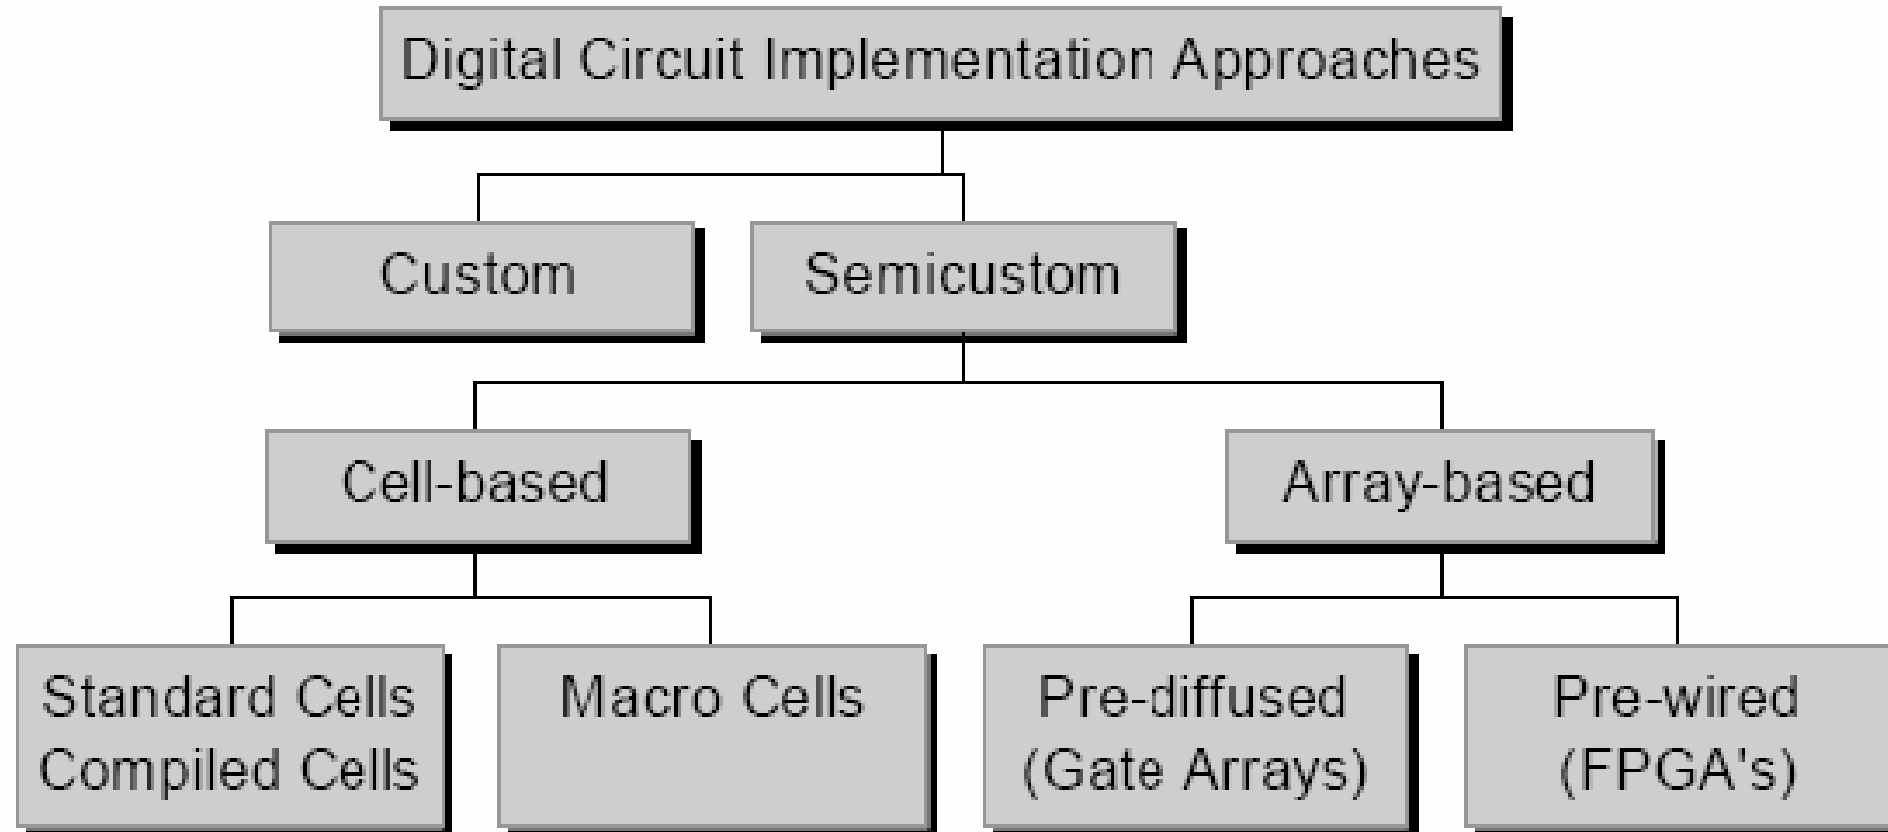 Digital Circuit Implementation Approaches
Custom
Semicustom
Cell-based
Array-based
Standard Cells
Compiled Cells
Macro Cells
Pre-diffused
(Gate Arrays)
Pre-wired
(FPGA's)